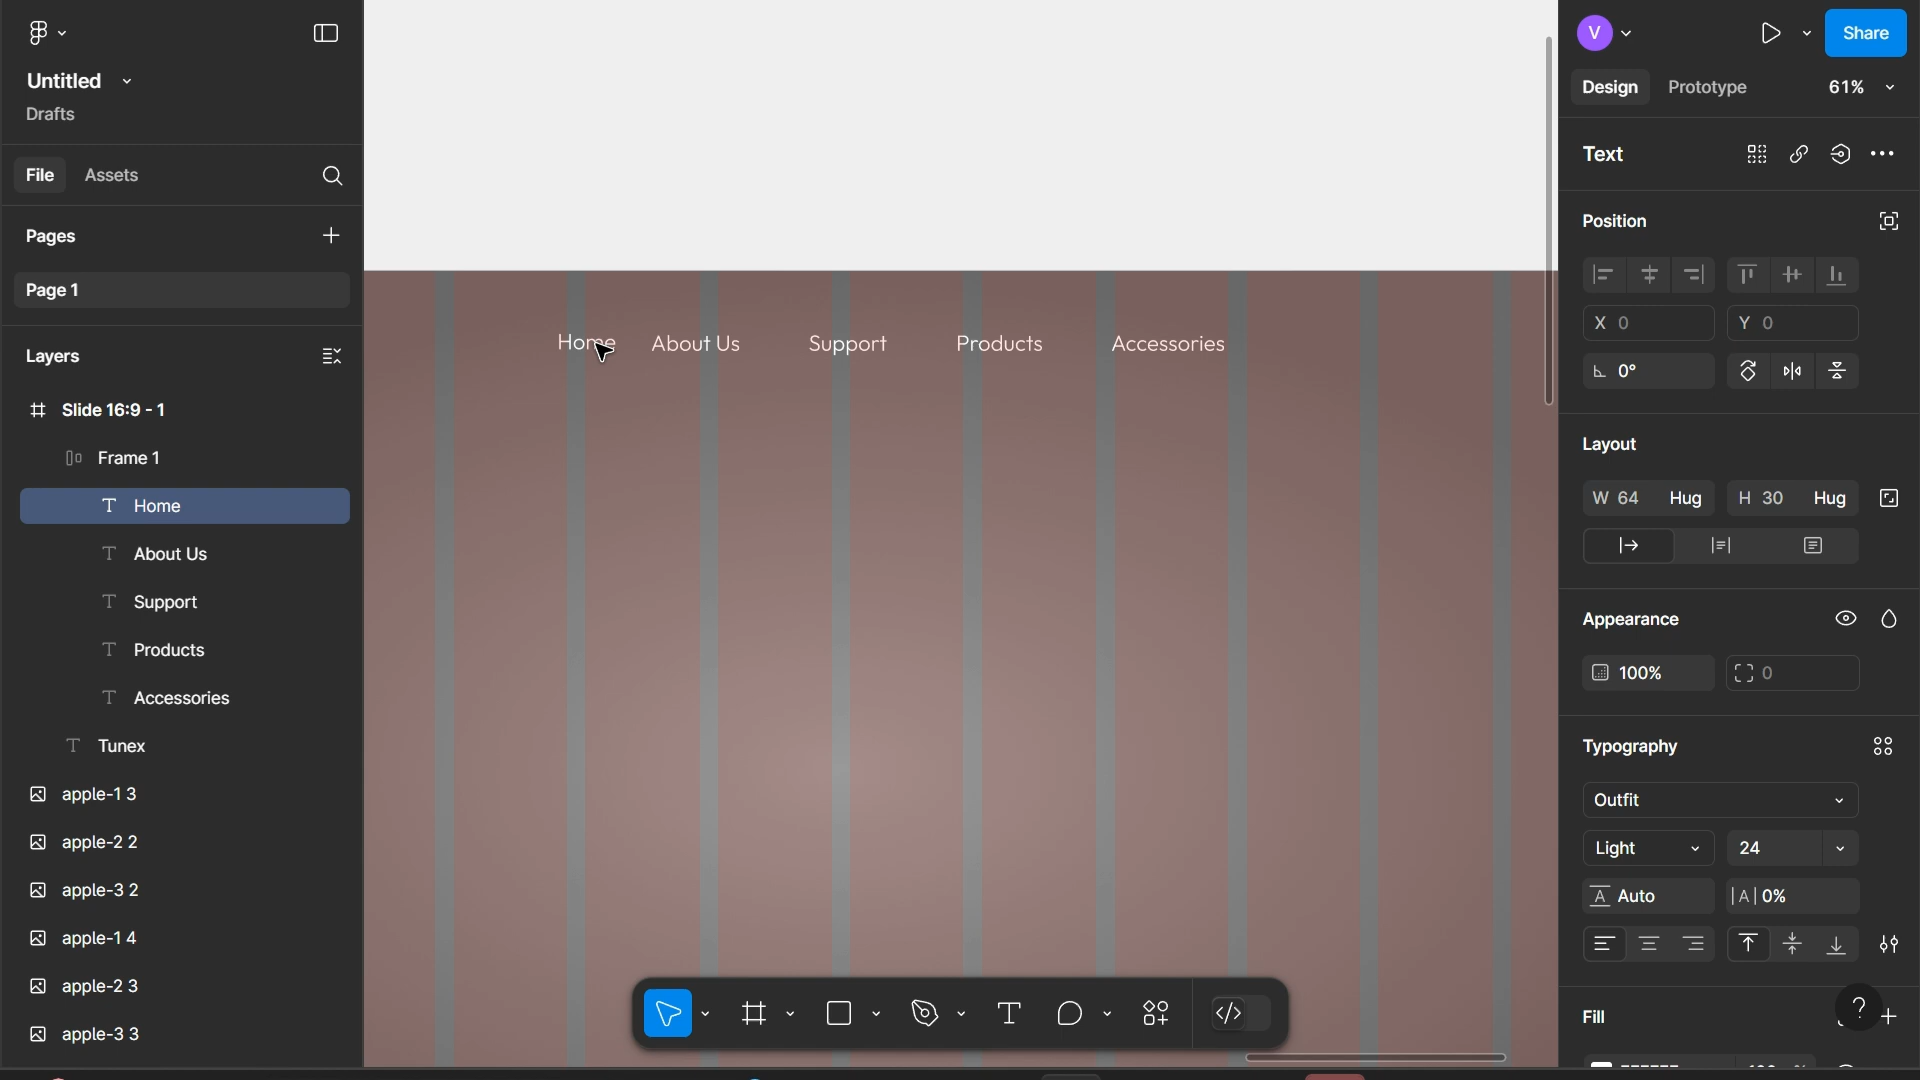 Untitled
Drafts
File Assets
Pages
Page 1
Layers
Slide 16:9 - 1
Frame 1
Home
About Us
Support
Products
Accessories
Tunex
apple-1 3
apple-2 2
apple-3 2
apple-1 4
apple-2 3
apple-3 3
Home About Us Support Products Accessories
V Share
Design Prototype 61%
Text
Position
X 0 Y 0
0°
Layout
W 64 Hug H 30 Hug
Appearance
100% 0
Typography
Outfit
Light 24
Auto 0%
Fill
?